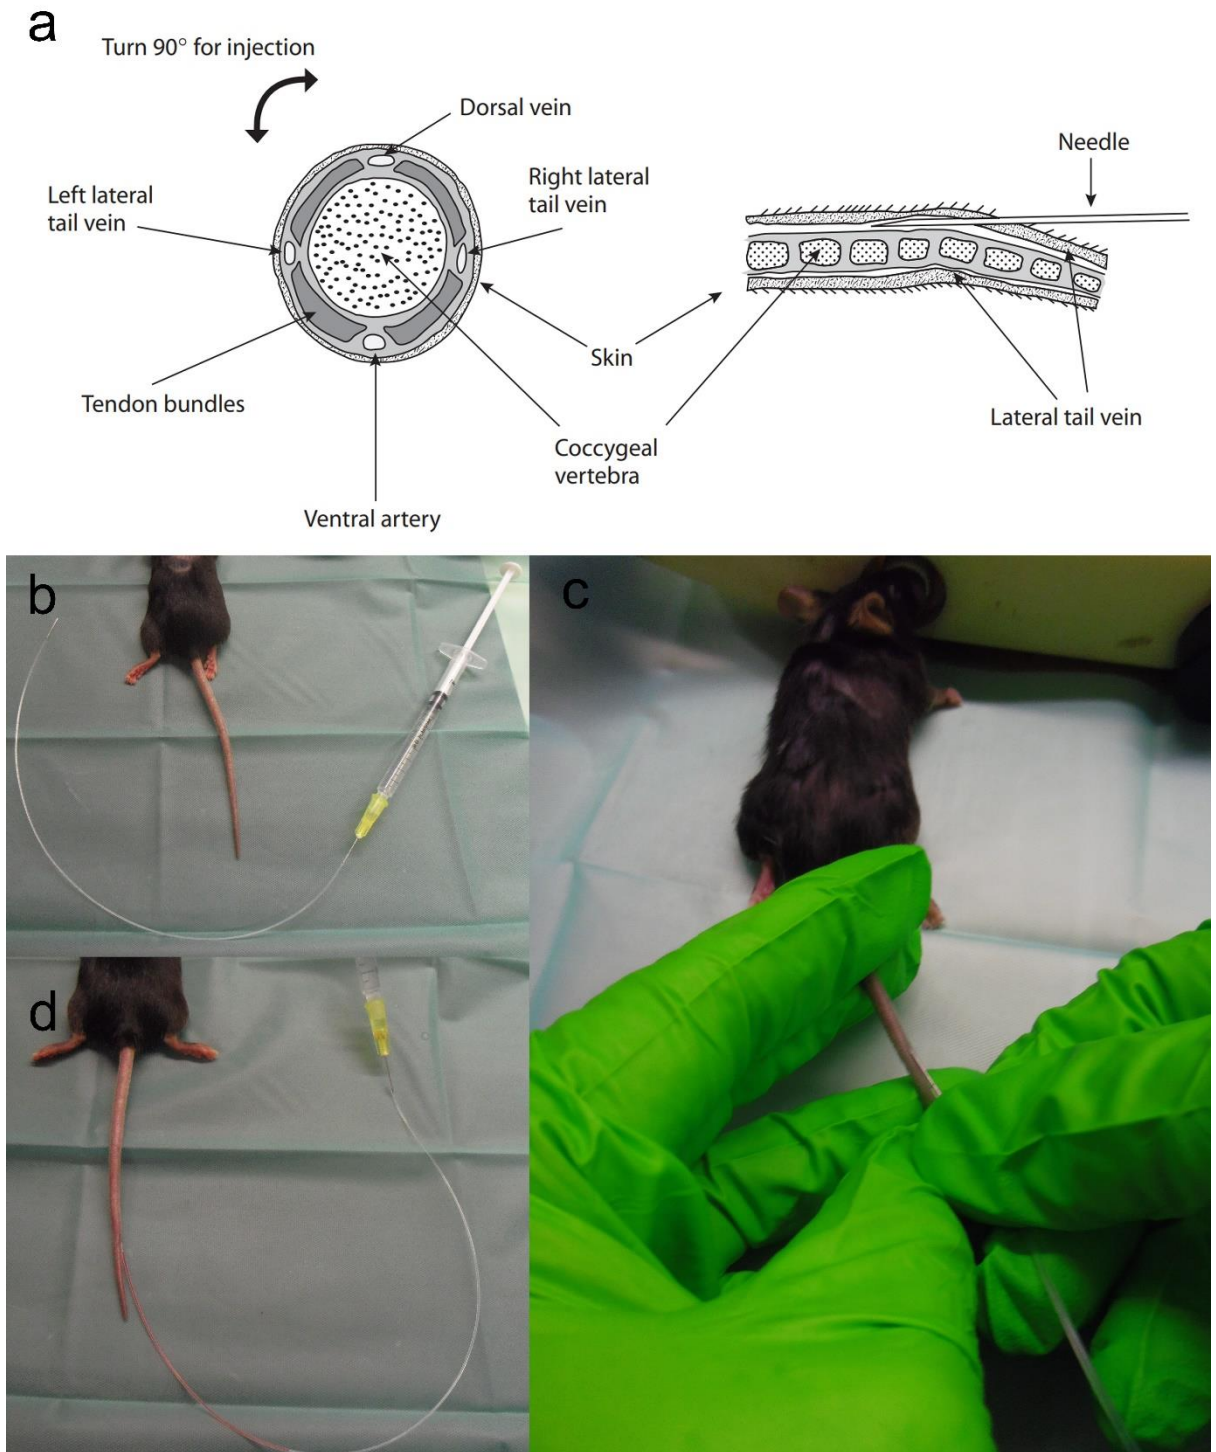 a
Turn 90° for injection
Dorsal vein
Needle
Left lateral
tail vein
Right lateral
tail vein
Skin
Tendon bundles
Lateral tail vein
Coccygeal
vertebra
Ventral artery
b
c
d